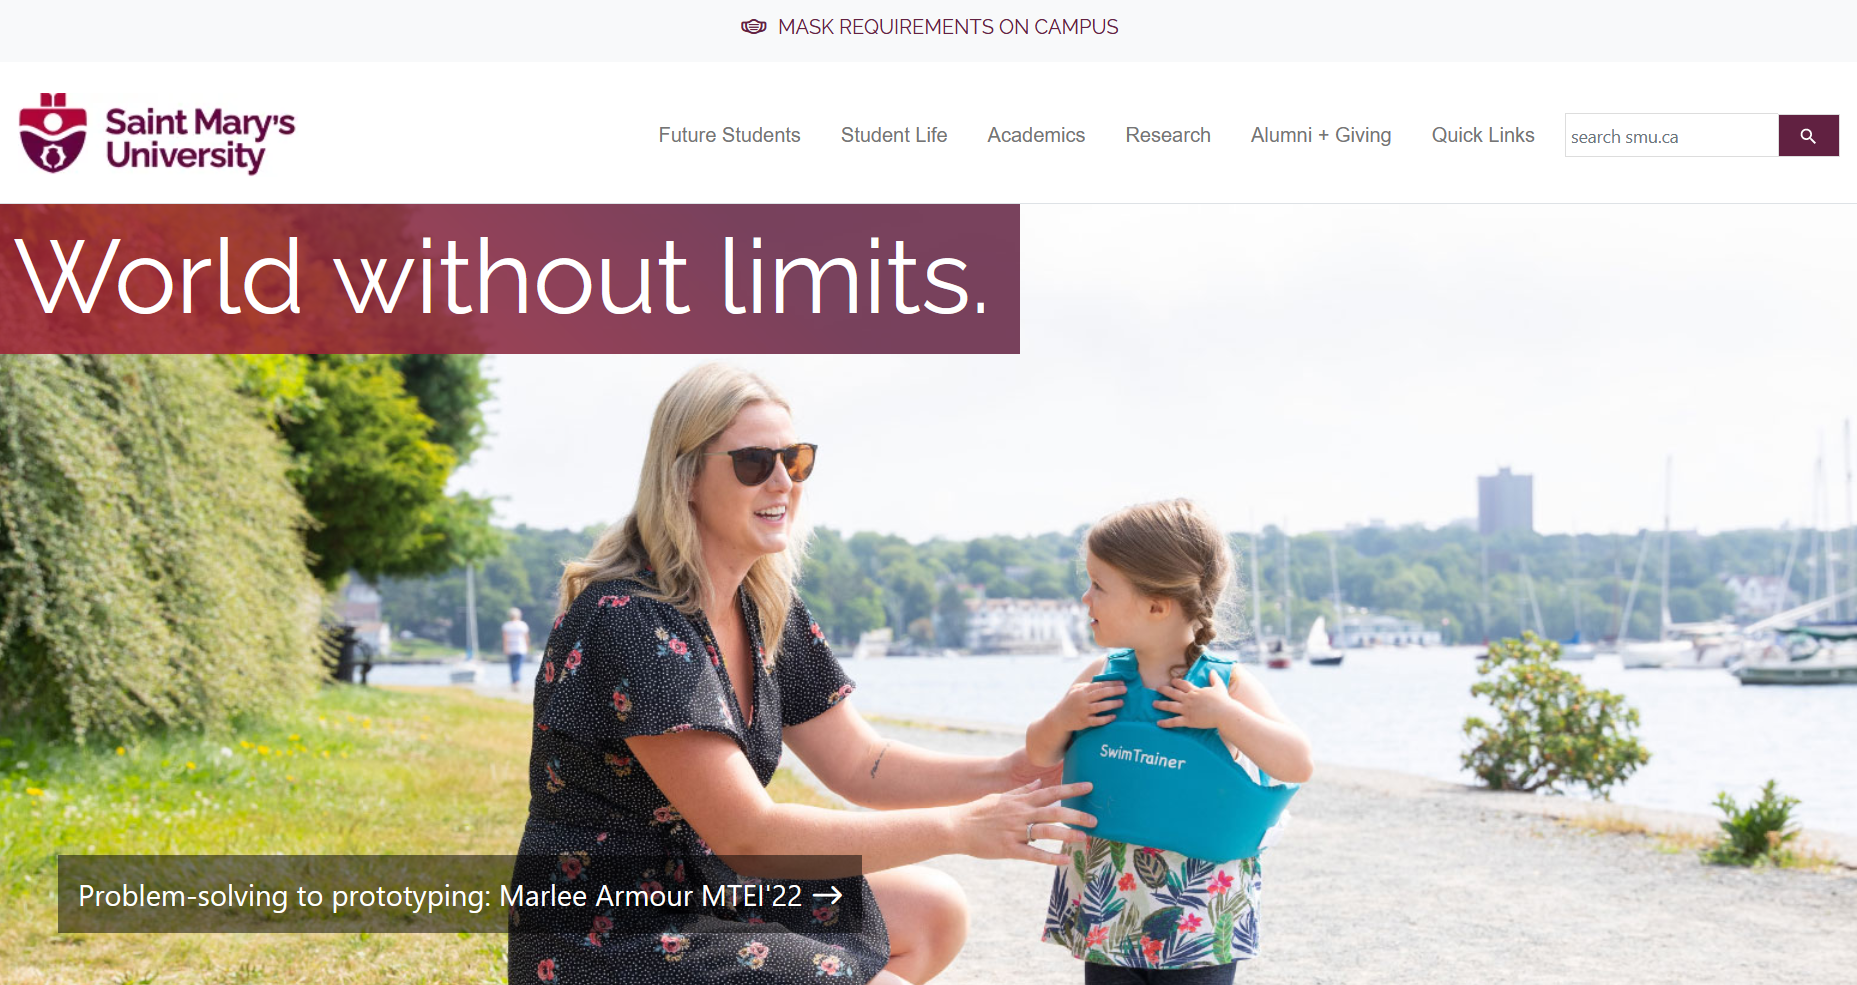 MASK REQUIREMENTS ON CAMPUS
Saint Mary's
University
Future Students
Student Life
Academics
Research
Alumni + Giving
Quick Links
search smu.ca
World without limits.
SwimTrainer
Problem-solving to prototyping: Marlee Armour MTEI'22 →